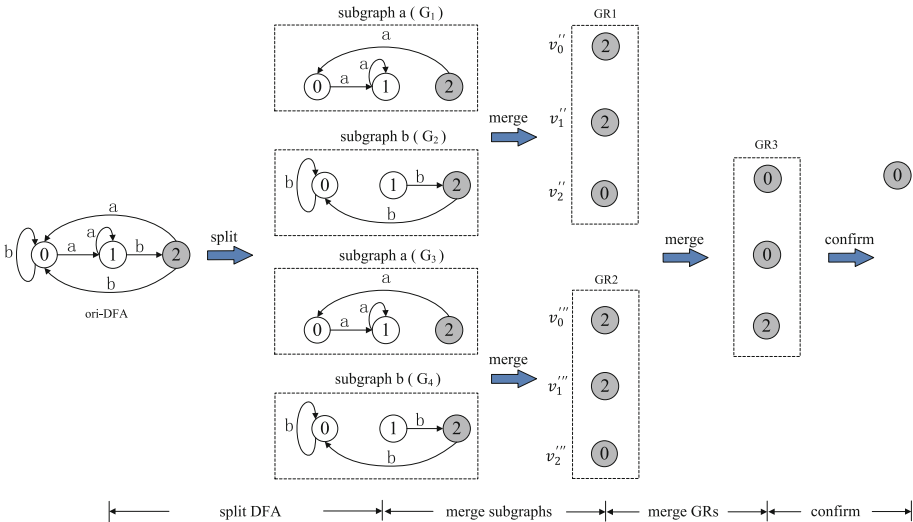 subgraph a ( G₁ )
a
a
a
0
1
2
subgraph b ( G₂ )
b
0
1
b
2
b
a
b
0
a
a
1
b
2
b
ori-DFA
split
subgraph a ( G₃ )
a
a
a
0
1
2
subgraph b ( G₄ )
b
0
1
b
2
b
merge
merge
GR1
v₀′′ 2
v₁′′ 2
v₂′′ 0
GR2
v₀′′′ 2
v₁′′′ 2
v₂′′′ 0
merge
GR3
0
0
2
confirm
0
split DFA
merge subgraphs
merge GRs
confirm